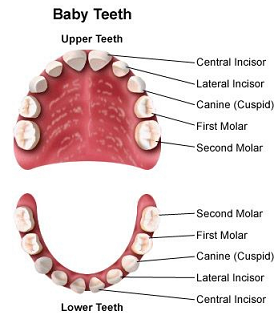 Baby Teeth
Upper Teeth
Central Incisor
Lateral Incisor
Canine (Cuspid)
First Molar
Second Molar
Second Molar
First Molar
Canine (Cuspid)
Lateral Incisor
Central Incisor
Lower Teeth